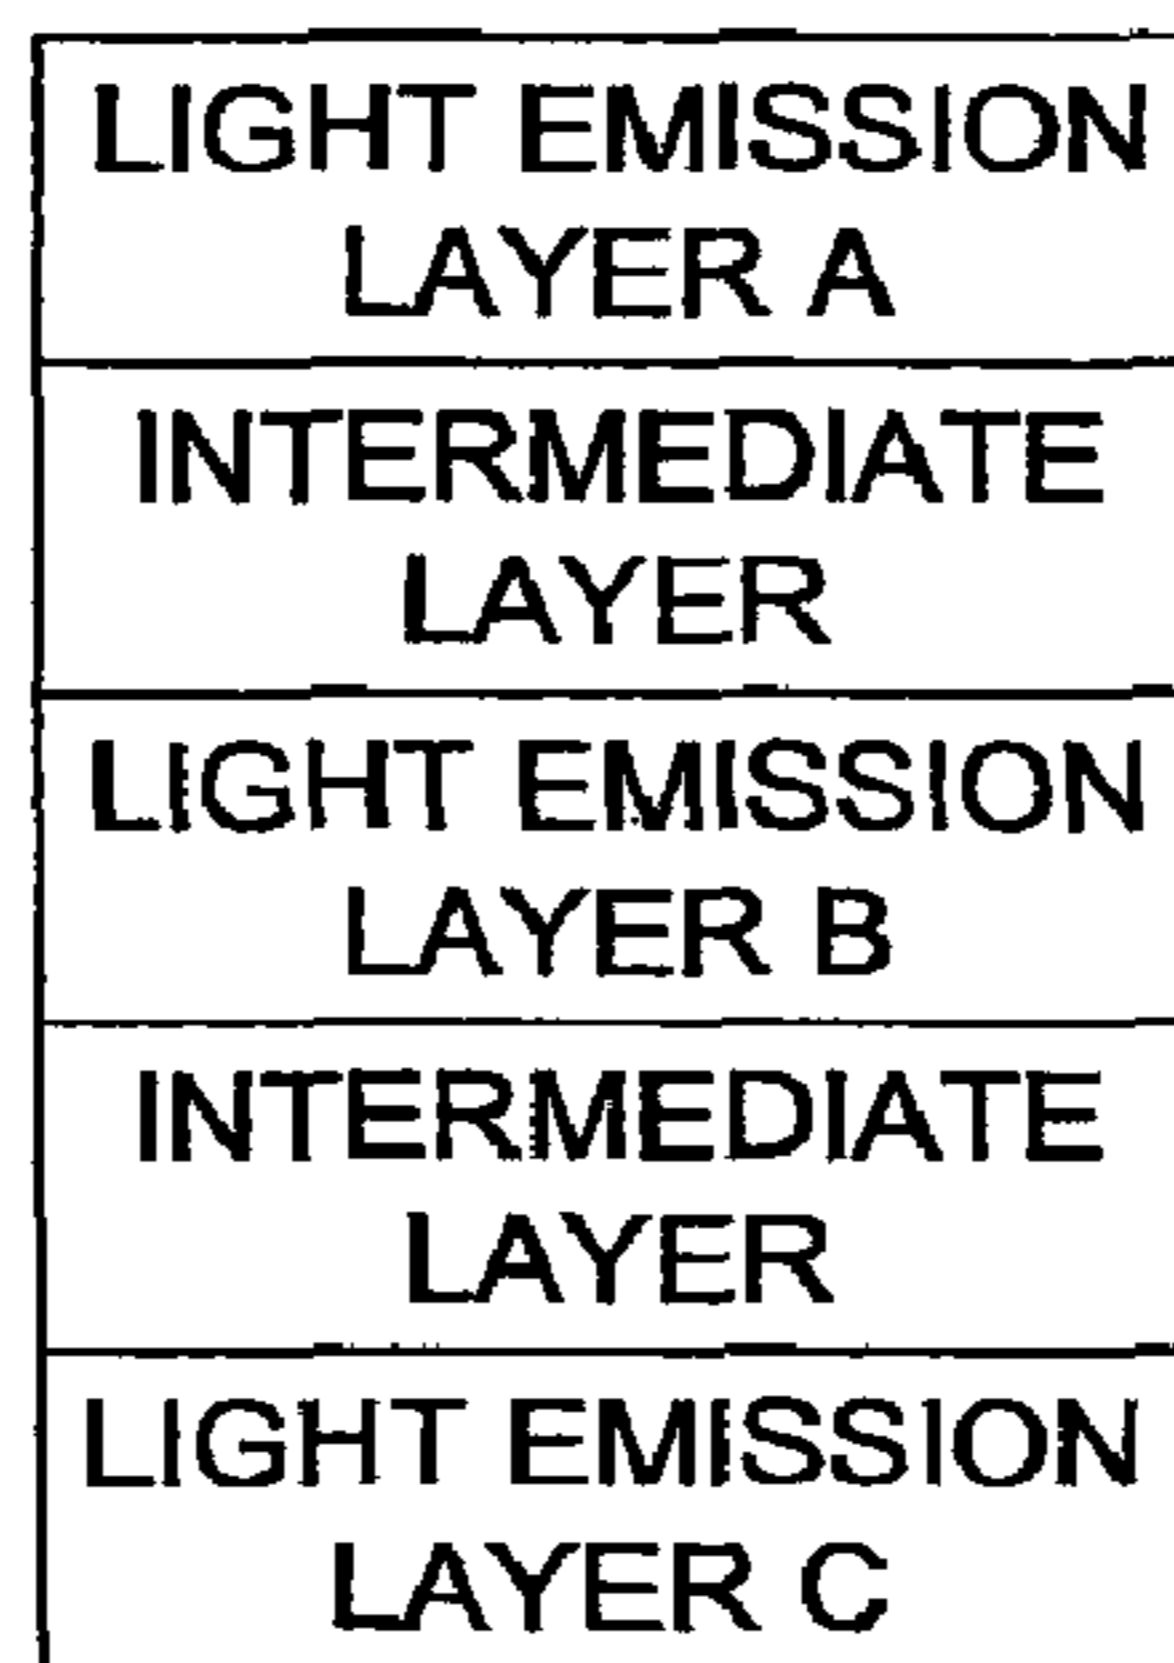 LIGHT EMISSION
LAYER A
INTERMEDIATE
LAYER
LIGHT EMISSION
LAYER B
INTERMEDIATE
LAYER
LIGHT EMISSION
LAYER C